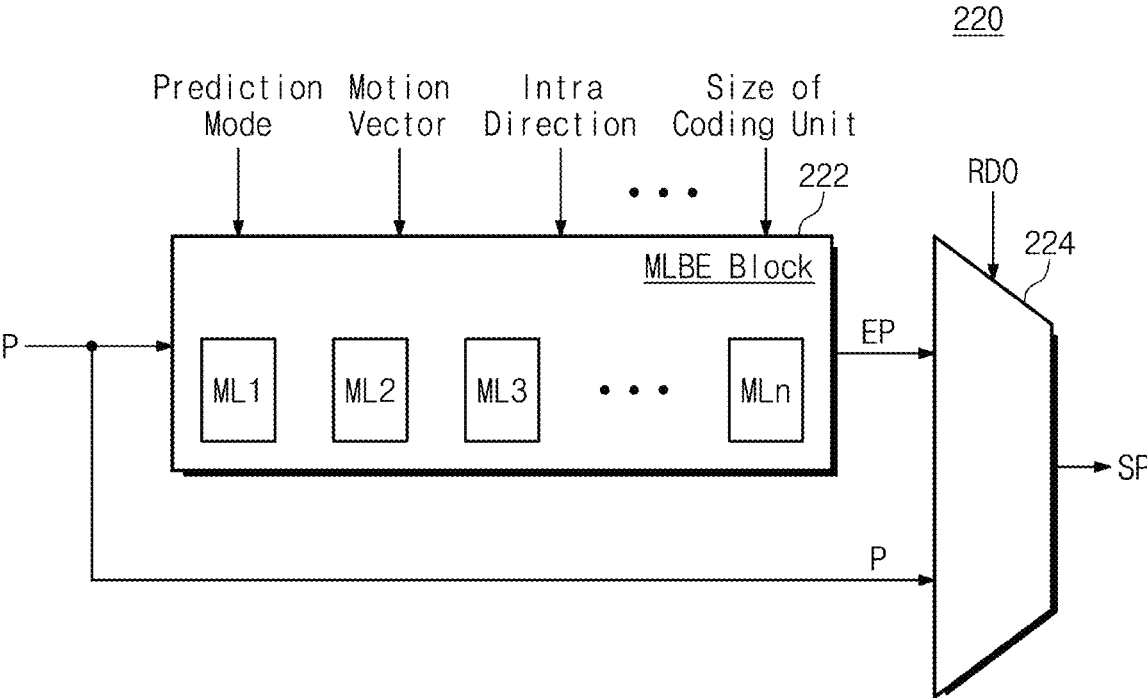 220
Prediction Mode
Motion Vector
Intra Direction
Size of Coding Unit
222
RDO
224
MLBE Block
P
EP
ML1
ML2
ML3
MLn
SP
P